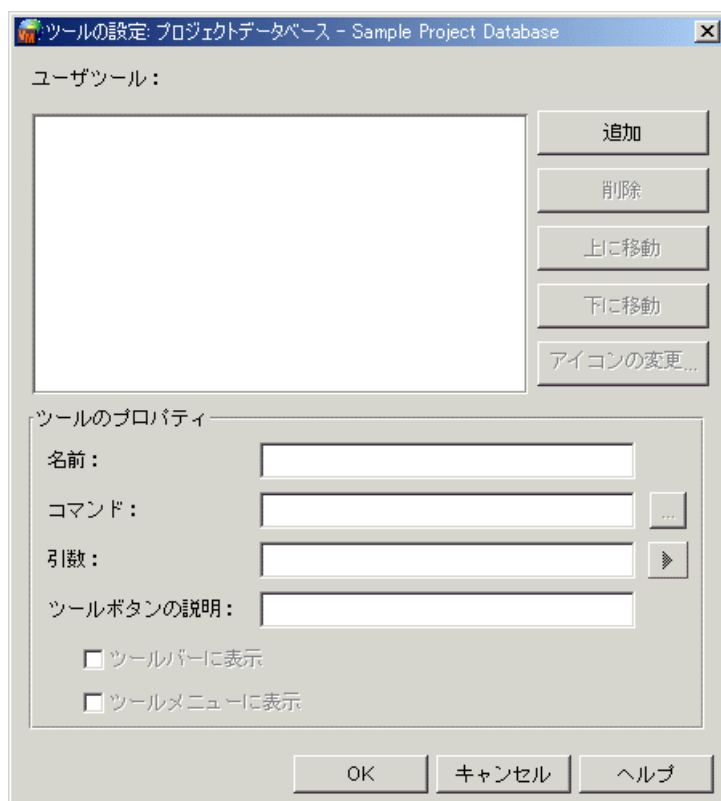 ツールの設定: プロジェクトデータベース - Sample Project Database
ユーザツール：
追加
削除
上に移動
下に移動
アイコンの変更...
ツールのプロパティ
名前：
コマンド：
...
引数：
ツールボタンの説明：
ツールバーに表示
ツールメニューに表示
OK
キャンセル
ヘルプ